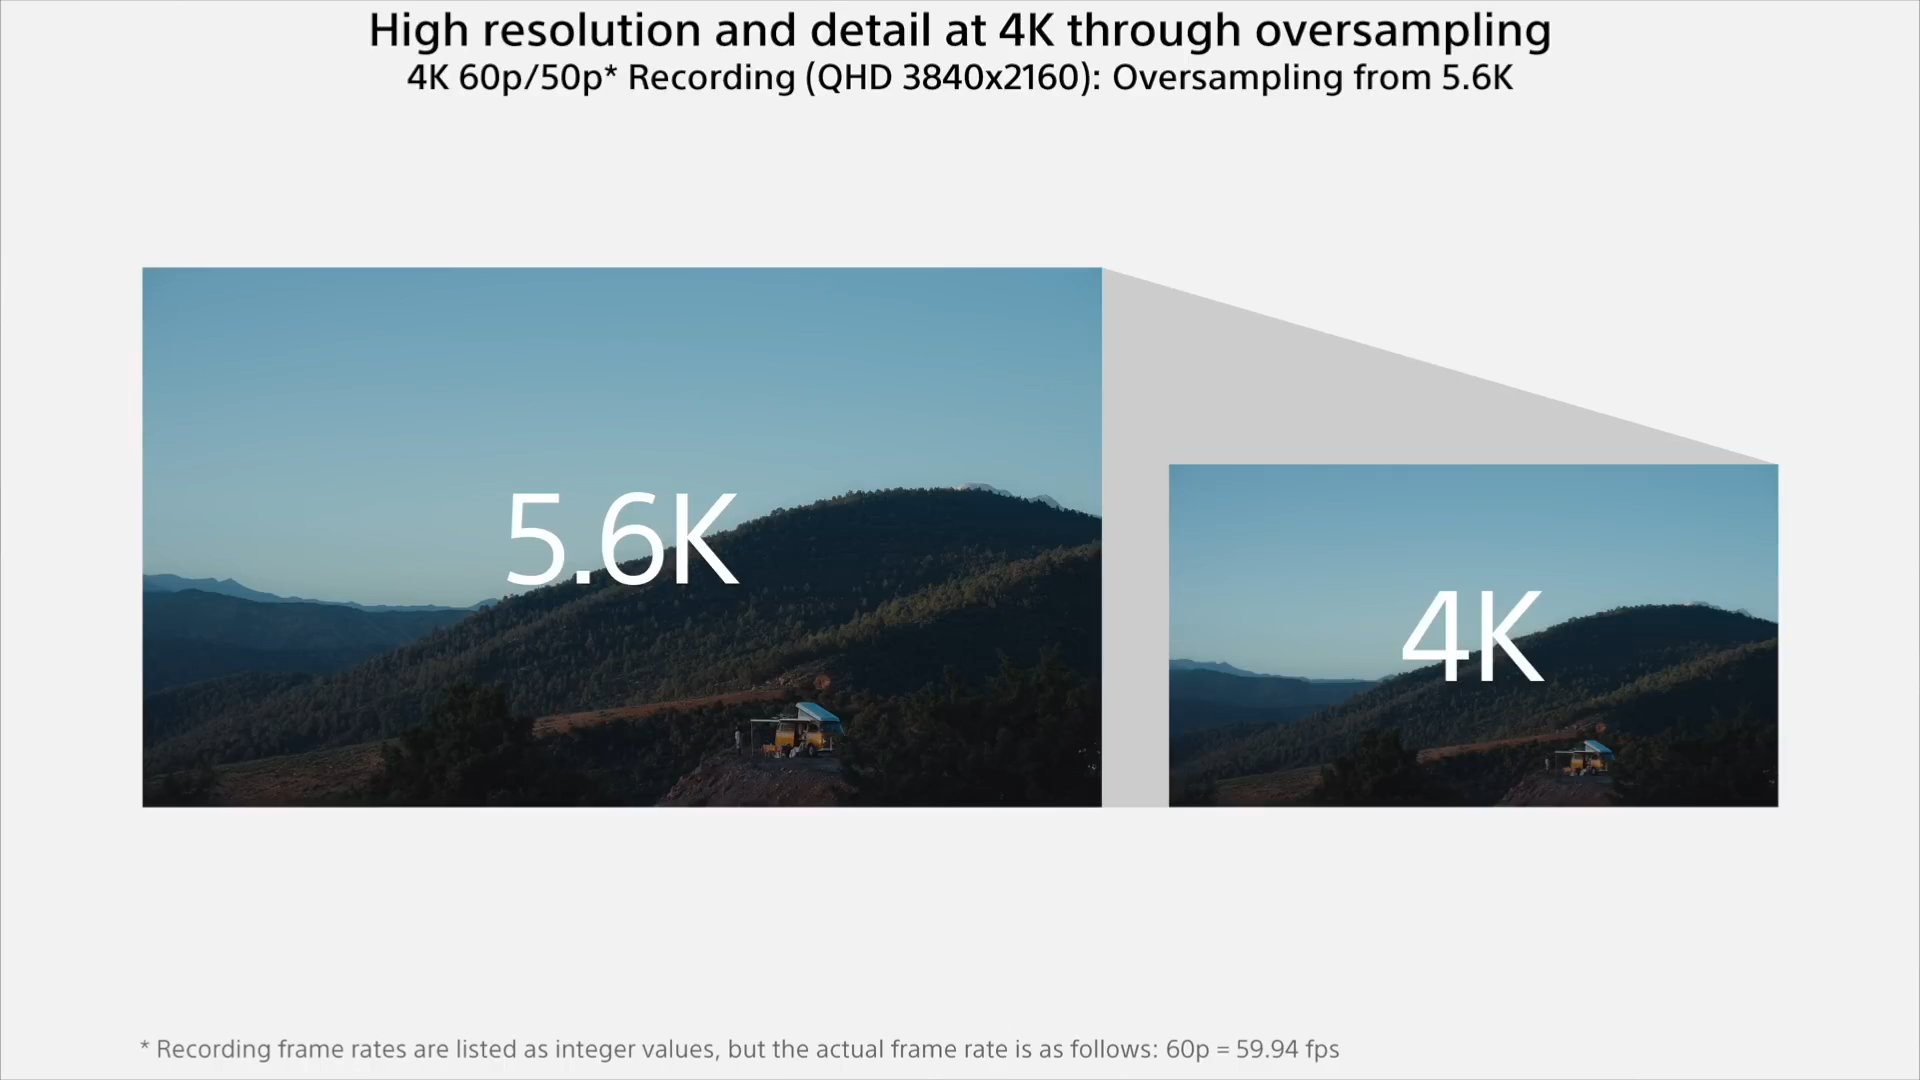 High resolution and detail at 4K through oversampling
4K 60p/50p* Recording (QHD 3840x2160): Oversampling from 5.6K
5.6K
4K
* Recording frame rates are listed as integer values, but the actual frame rate is as follows: 60p = 59.94 fps